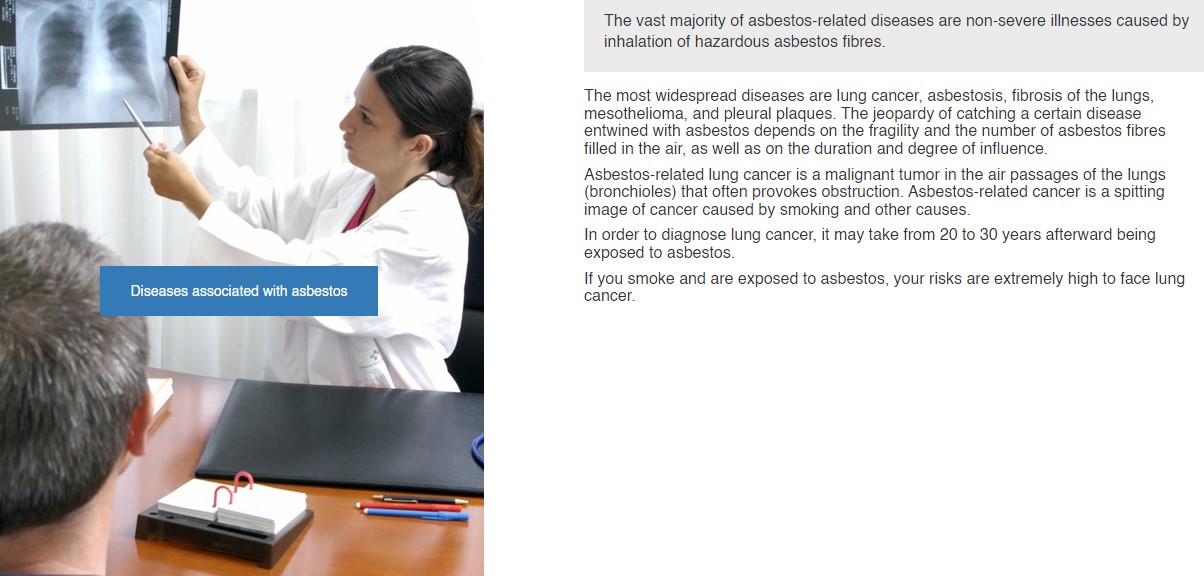 The vast majority of asbestos-related diseases are non-severe illnesses caused by
inhalation of hazardous asbestos fibres.
The most widespread diseases are lung cancer, asbestosis, fibrosis of the lungs,
mesothelioma, and pleural plaques. The jeopardy of catching a certain disease
entwined with asbestos depends on the fragility and the number of asbestos fibres
filled in the air, as well as on the duration and degree of influence.
Asbestos-related lung cancer is a malignant tumor in the air passages of the lungs
(bronchioles) that often provokes obstruction. Asbestos-related cancer is a spitting
image of cancer caused by smoking and other causes.
In order to diagnose lung cancer, it may take from 20 to 30 years afterward being
exposed to asbestos.
If you smoke and are exposed to asbestos, your risks are extremely high to face lung
cancer.
Diseases associated with asbestos